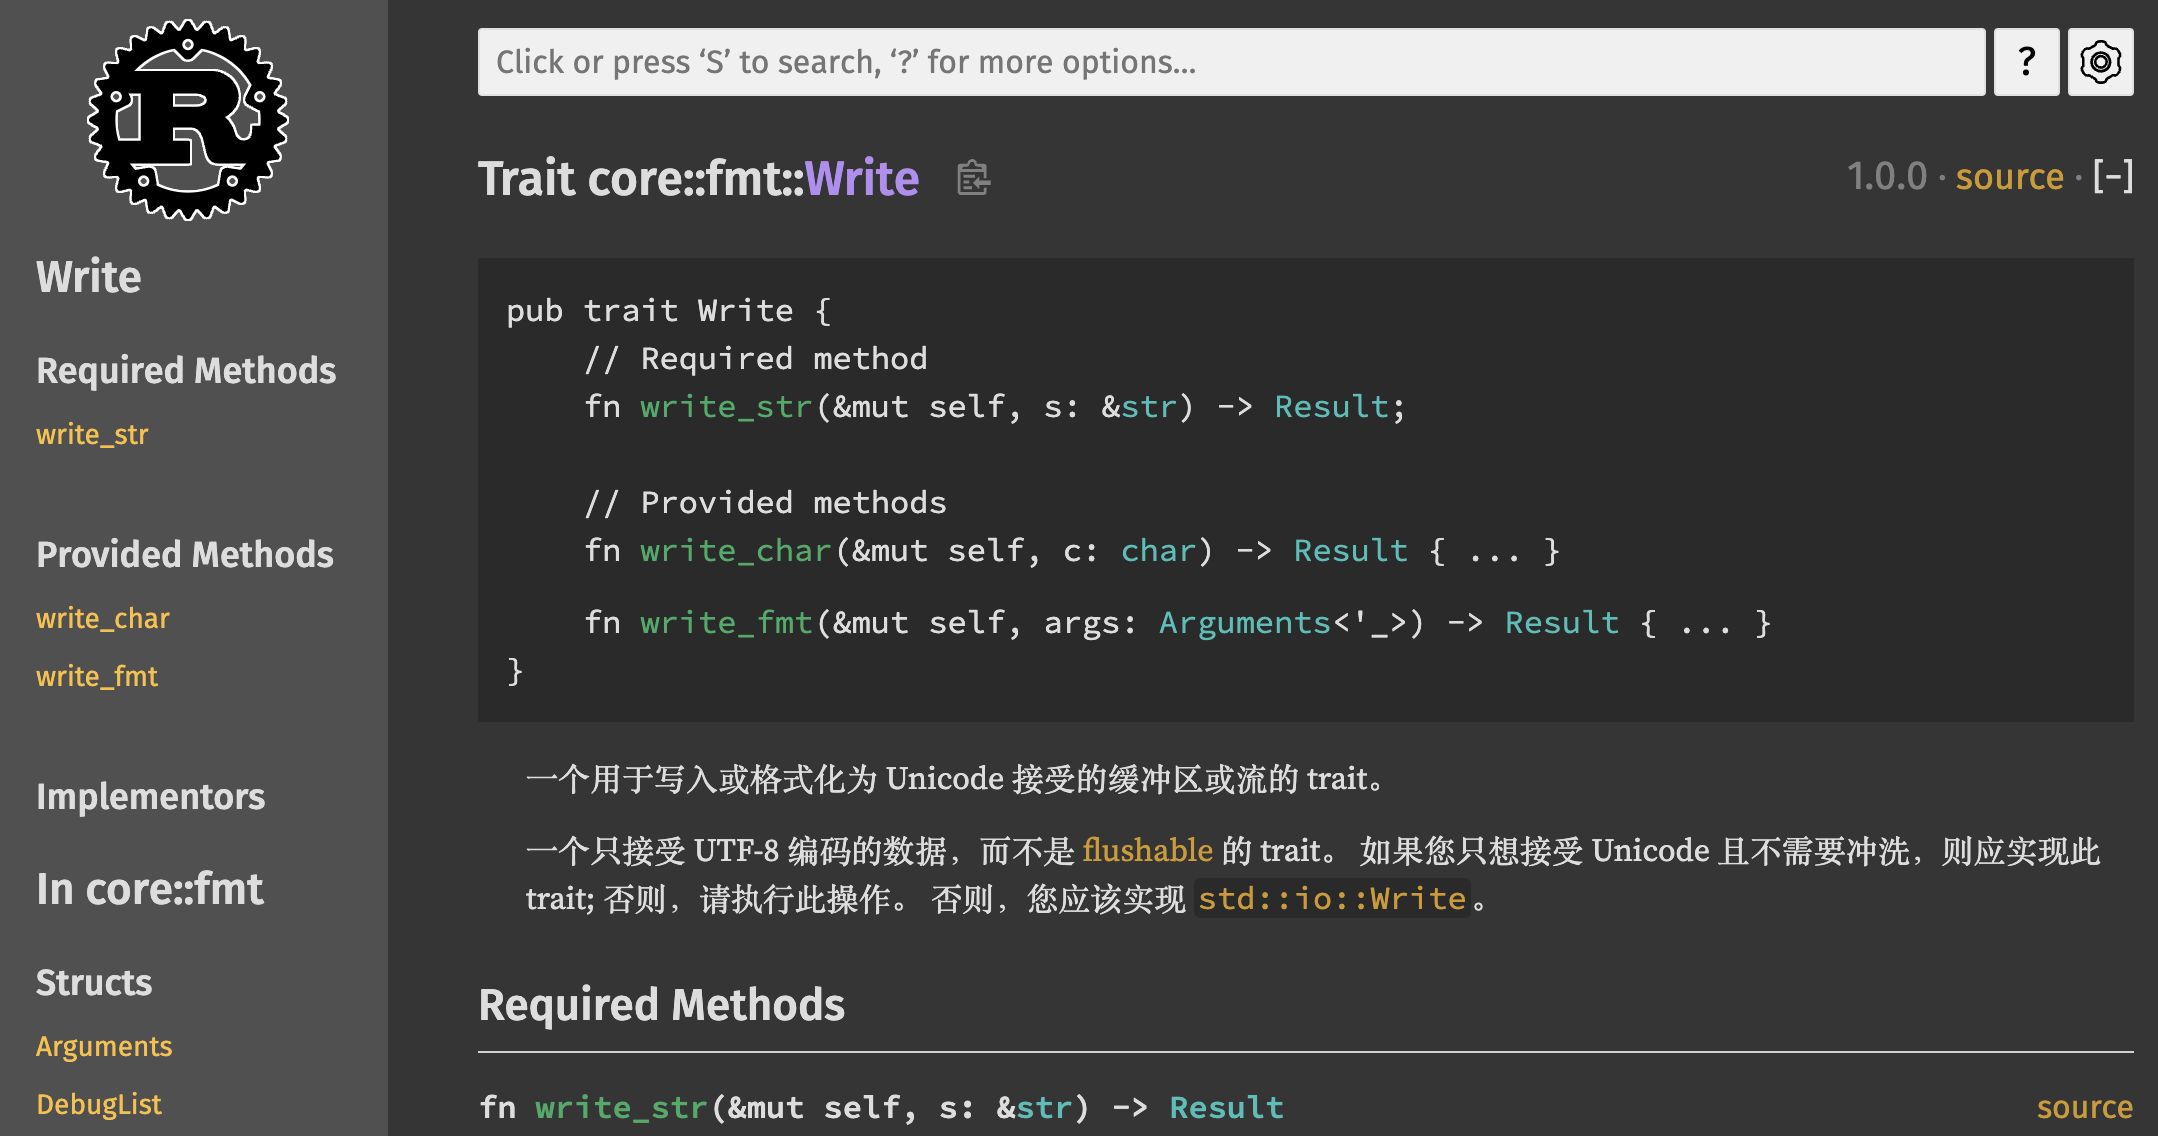 R
Write
Required Methods
write_str
Provided Methods
write_char
write_fmt
Implementors
In core::fmt
Structs
Arguments
DebugList
Click or press ‘S’ to search, ‘?’ for more options…
?
Trait core::fmt::Write
1.0.0 · source · [−]
pub trait Write {
    // Required method
    fn write_str(&mut self, s: &str) -> Result;
    // Provided methods
    fn write_char(&mut self, c: char) -> Result { ... }
    fn write_fmt(&mut self, args: Arguments<'_>) -> Result { ... }
}
一个用于写入或格式化为 Unicode 接受的缓冲区或流的 trait。
一个只接受 UTF-8 编码的数据，而不是 flushable 的 trait。 如果您只想接受 Unicode 且不需要冲洗，则应实现此
trait; 否则，请执行此操作。 否则，您应该实现 std::io::Write。
Required Methods
fn write_str(&mut self, s: &str) -> Result
source